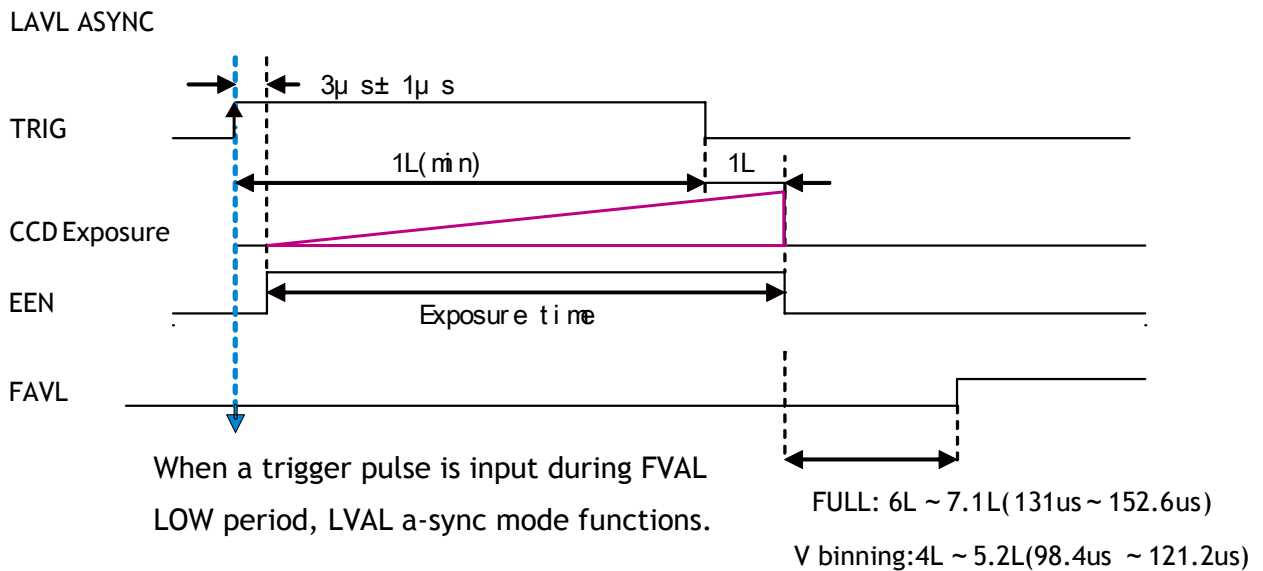 LAVL ASYNC
3μ s± 1μ s
TRIG
1L( min)
1L
CCD Exposure
EEN
Exposure time
FAVL
When a trigger pulse is input during FVAL
LOW period, LVAL a-sync mode functions.
FULL: 6L ~ 7.1L(131us ~ 152.6us)
V binning:4L ~ 5.2L(98.4us ~ 121.2us)